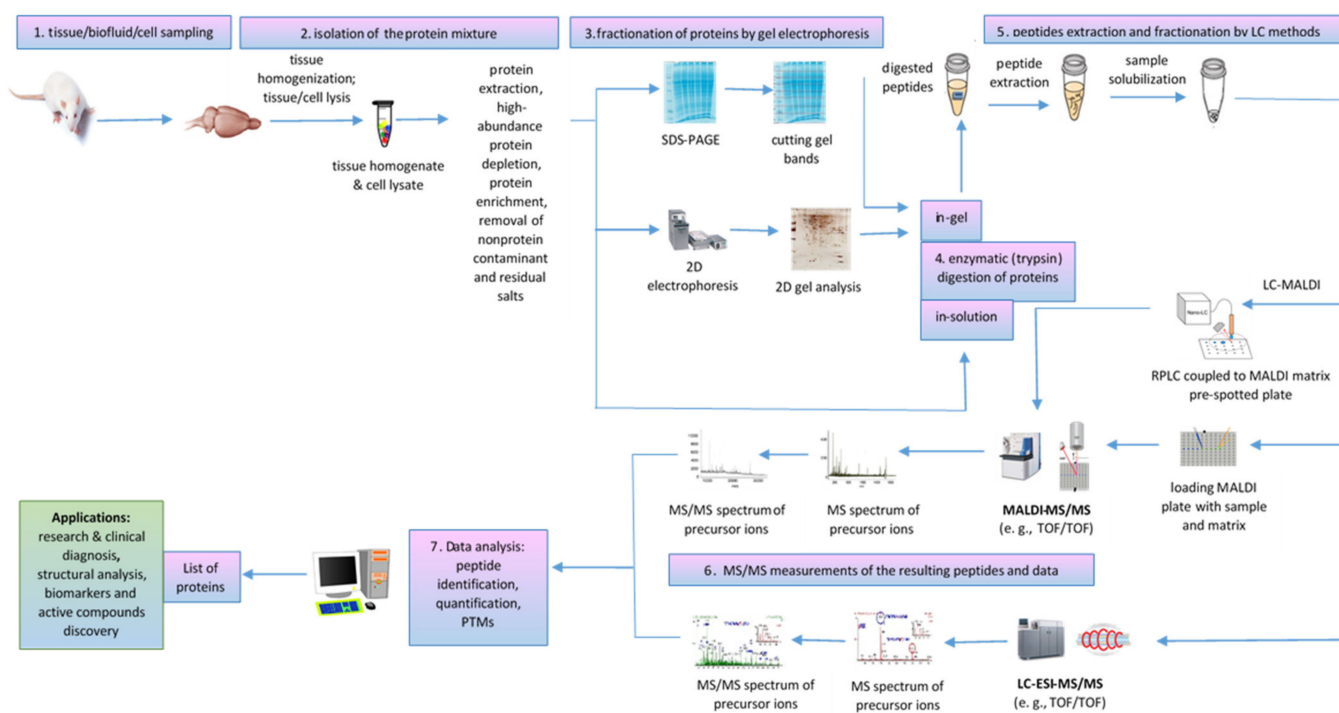 1. tissue/biofluid/cell sampling
2. isolation of the protein mixture
tissue
homogenization;
tissue/cell lysis
tissue homogenate
& cell lysate
protein
extraction,
high-
abundance
protein
depletion,
protein
enrichment,
removal of
nonprotein
contaminant
and residual
salts
3.fractionation of proteins by gel electrophoresis
SDS-PAGE
cutting gel
bands
2D
electrophoresis
2D gel analysis
in-gel
4. enzymatic (trypsin)
digestion of proteins
in-solution
digested
peptides
5. peptides extraction and fractionation by LC methods
peptide
extraction
sample
solubilization
LC-MALDI
Nano-LC
RPLC coupled to MALDI matrix
pre-spotted plate
loading MALDI
plate with sample
and matrix
MALDI-MS/MS
(e. g., TOF/TOF)
MS spectrum of
precursor ions
MS/MS spectrum of
precursor ions
6. MS/MS measurements of the resulting peptides and data
LC-ESI-MS/MS
(e. g., TOF/TOF)
MS spectrum of
precursor ions
MS/MS spectrum of
precursor ions
7. Data analysis:
peptide
identification,
quantification,
PTMs
List of
proteins
Applications:
research & clinical
diagnosis,
structural analysis,
biomarkers and
active compounds
discovery